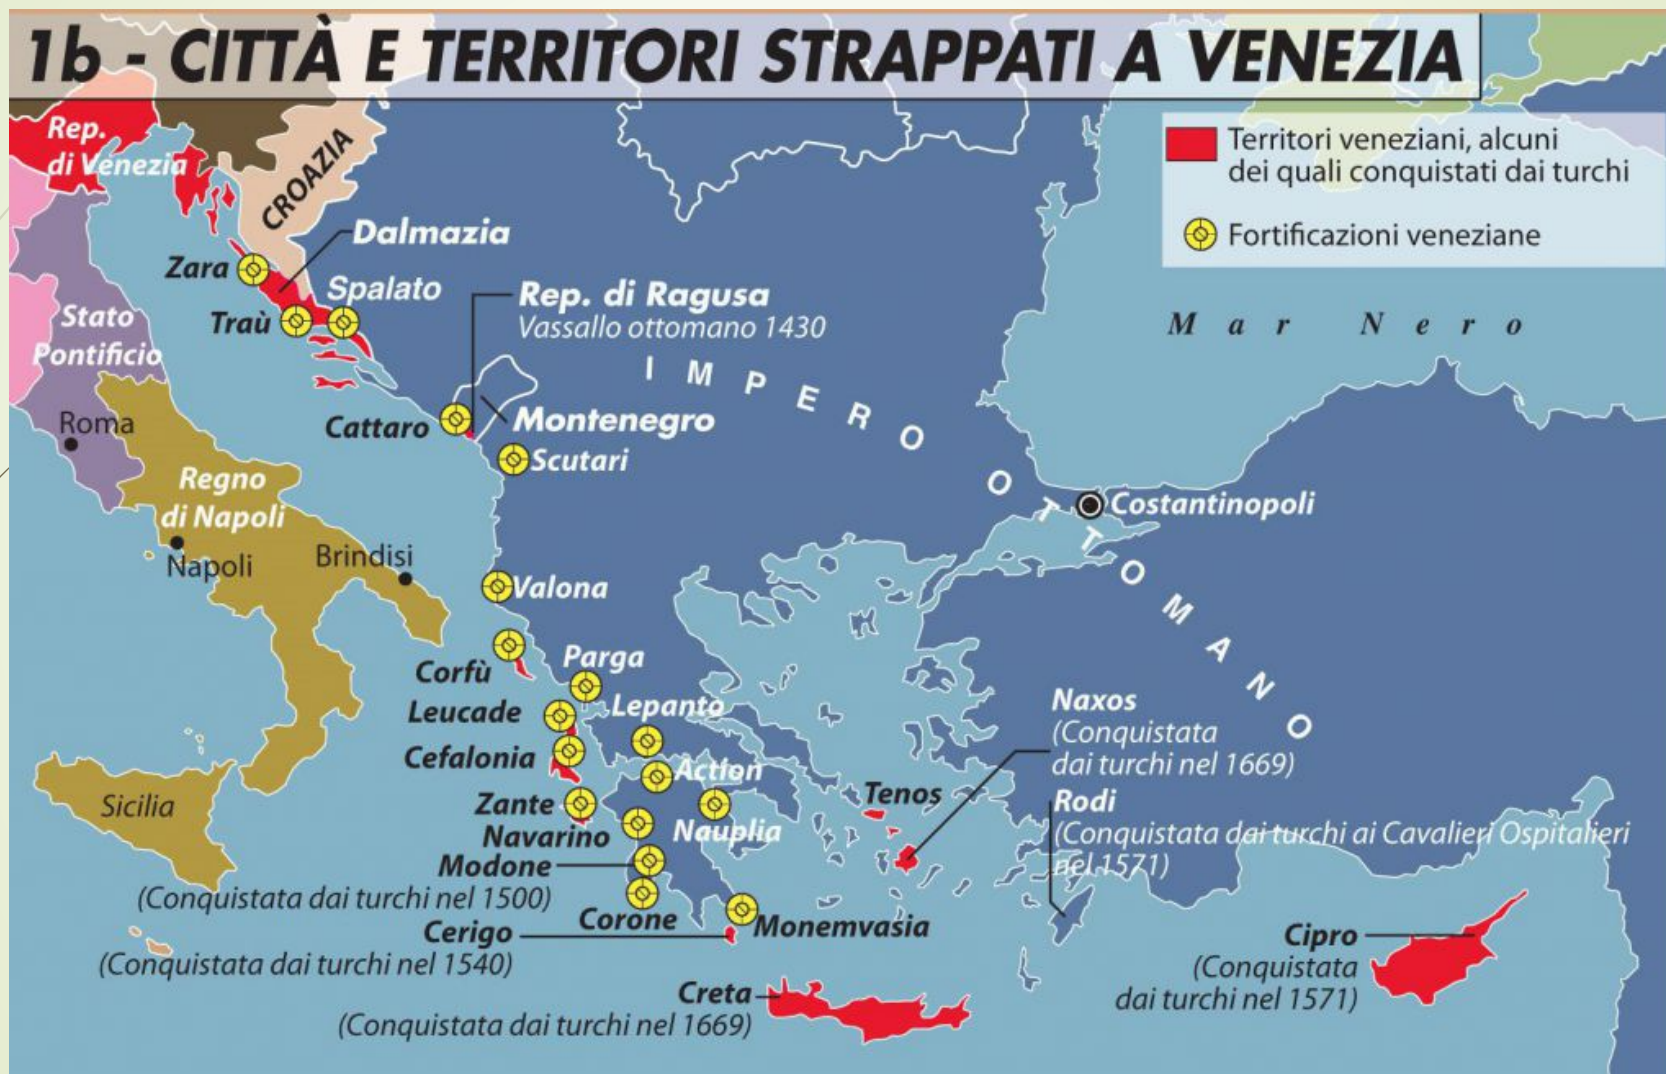 1b - CITTÀ E TERRITORI STRAPPATI A VENEZIA
Rep.
di Venezia
CROAZIA
Territori veneziani, alcuni
dei quali conquistati dai turchi
Fortificazioni veneziane
Dalmazia
Zara
Spalato
Traù
Rep. di Ragusa
Vassallo ottomano 1430
Mar Nero
Stato
Pontificio
IMPERO OTTOMANO
Roma
Cattaro
Montenegro
Scutari
Regno
di Napoli
Costantinopoli
Napoli
Brindisi
Valona
Corfù
Parga
Leucade
Lepanto
Naxos
(Conquistata
dai turchi nel 1669)
Cefalonia
Action
Sicilia
Zante
Tenos
Rodi
(Conquistata dai turchi ai Cavalieri Ospitalieri
nel 1571)
Navarino
Nauplia
Modone
(Conquistata dai turchi nel 1500)
Corone
Monemvasia
Cerigo
(Conquistata dai turchi nel 1540)
Cipro
(Conquistata
dai turchi nel 1571)
Creta
(Conquistata dai turchi nel 1669)